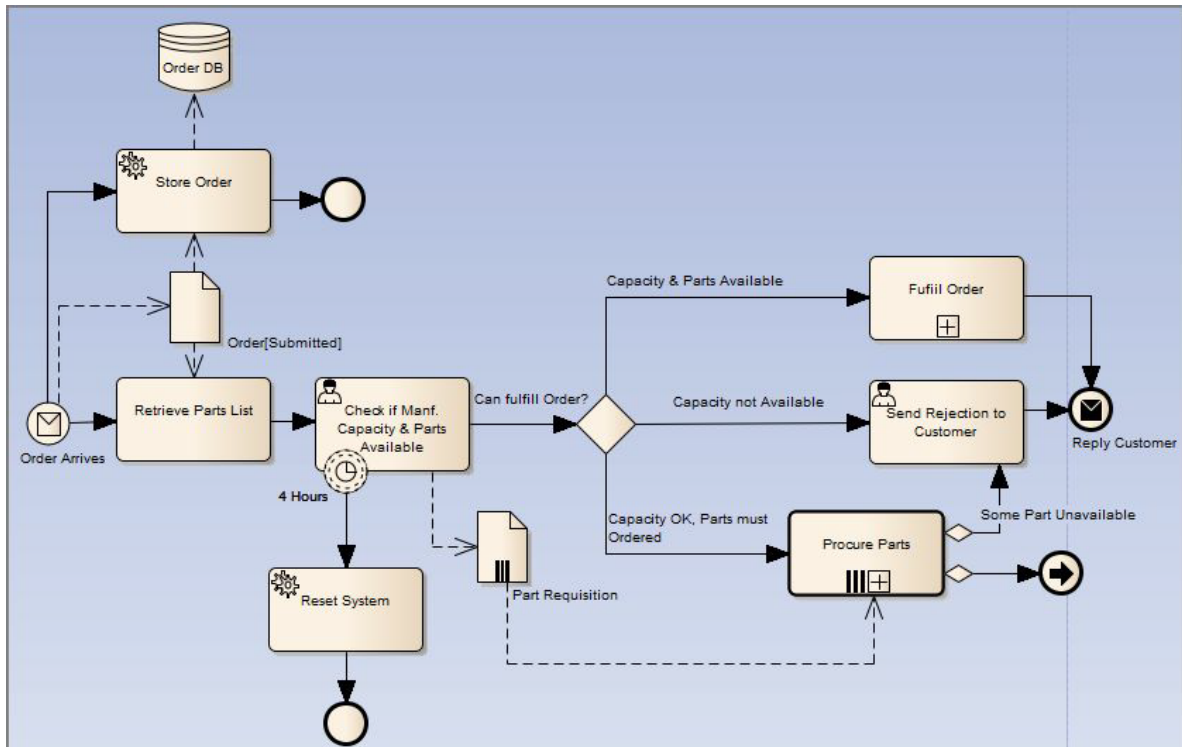 Order DB
Store Order
Order[Submitted]
Order Arrives
Retrieve Parts List
Check if Manf.
Capacity & Parts
Available
4 Hours
Reset System
Can fulfill Order?
Capacity & Parts Available
Fufiil Order
Capacity not Available
Send Rejection to
Customer
Reply Customer
Capacity OK, Parts must
Ordered
Procure Parts
Some Part Unavailable
Part Requisition